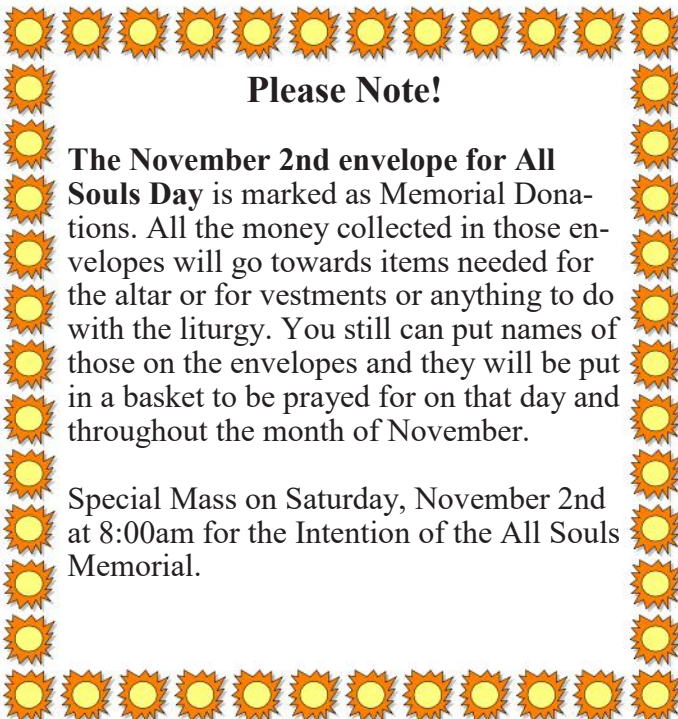 Please Note!
The November 2nd envelope for All
Souls Day is marked as Memorial Dona-
tions. All the money collected in those en-
velopes will go towards items needed for
the altar or for vestments or anything to do
with the liturgy. You still can put names of
those on the envelopes and they will be put
in a basket to be prayed for on that day and
throughout the month of November.
Special Mass on Saturday, November 2nd
at 8:00am for the Intention of the All Souls
Memorial.